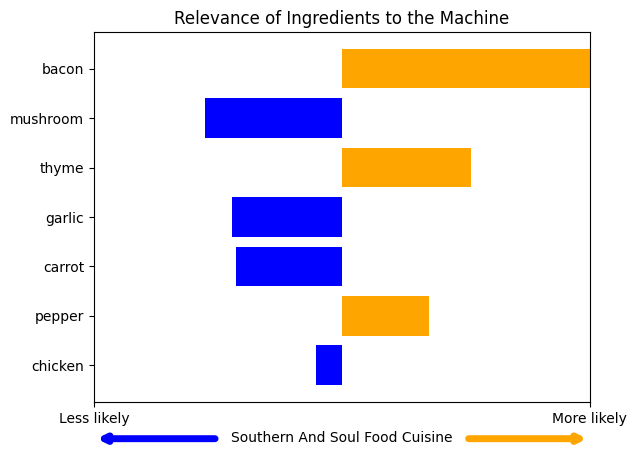 Relevance of Ingredients to the Machine
bacon
mushroom
thyme
garlic
carrot
pepper
chicken
Less likely
More likely
Southern And Soul Food Cuisine